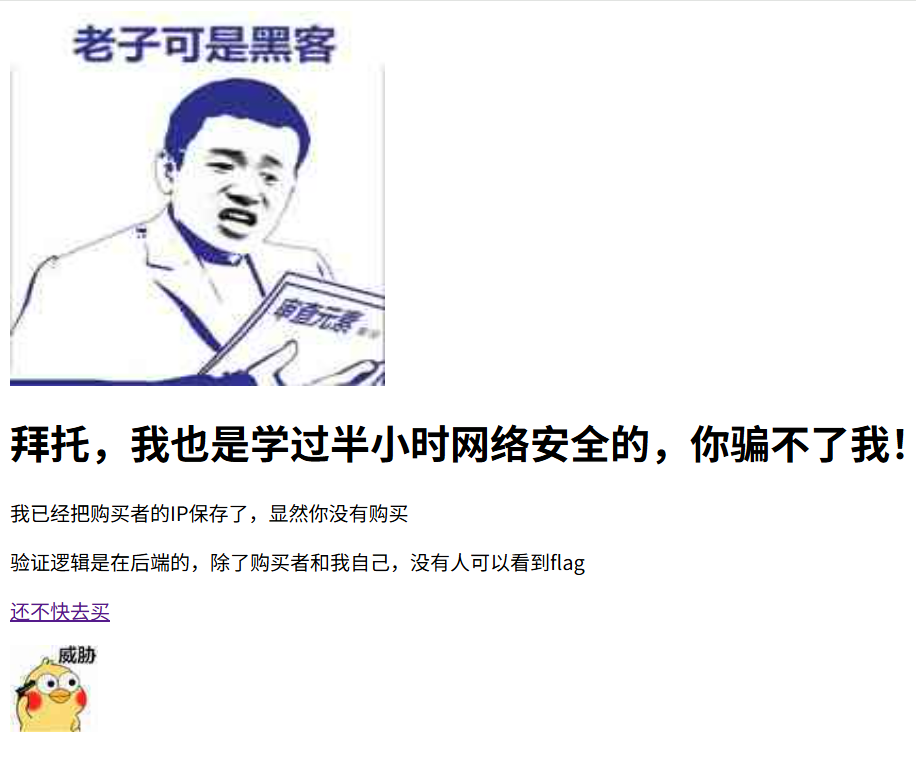 老子可是黑客
审查元素
拜托，我也是学过半小时网络安全的，你骗不了我！
我已经把购买者的IP保存了，显然你没有购买
验证逻辑是在后端的，除了购买者和我自己，没有人可以看到flag
还不快去买
威胁